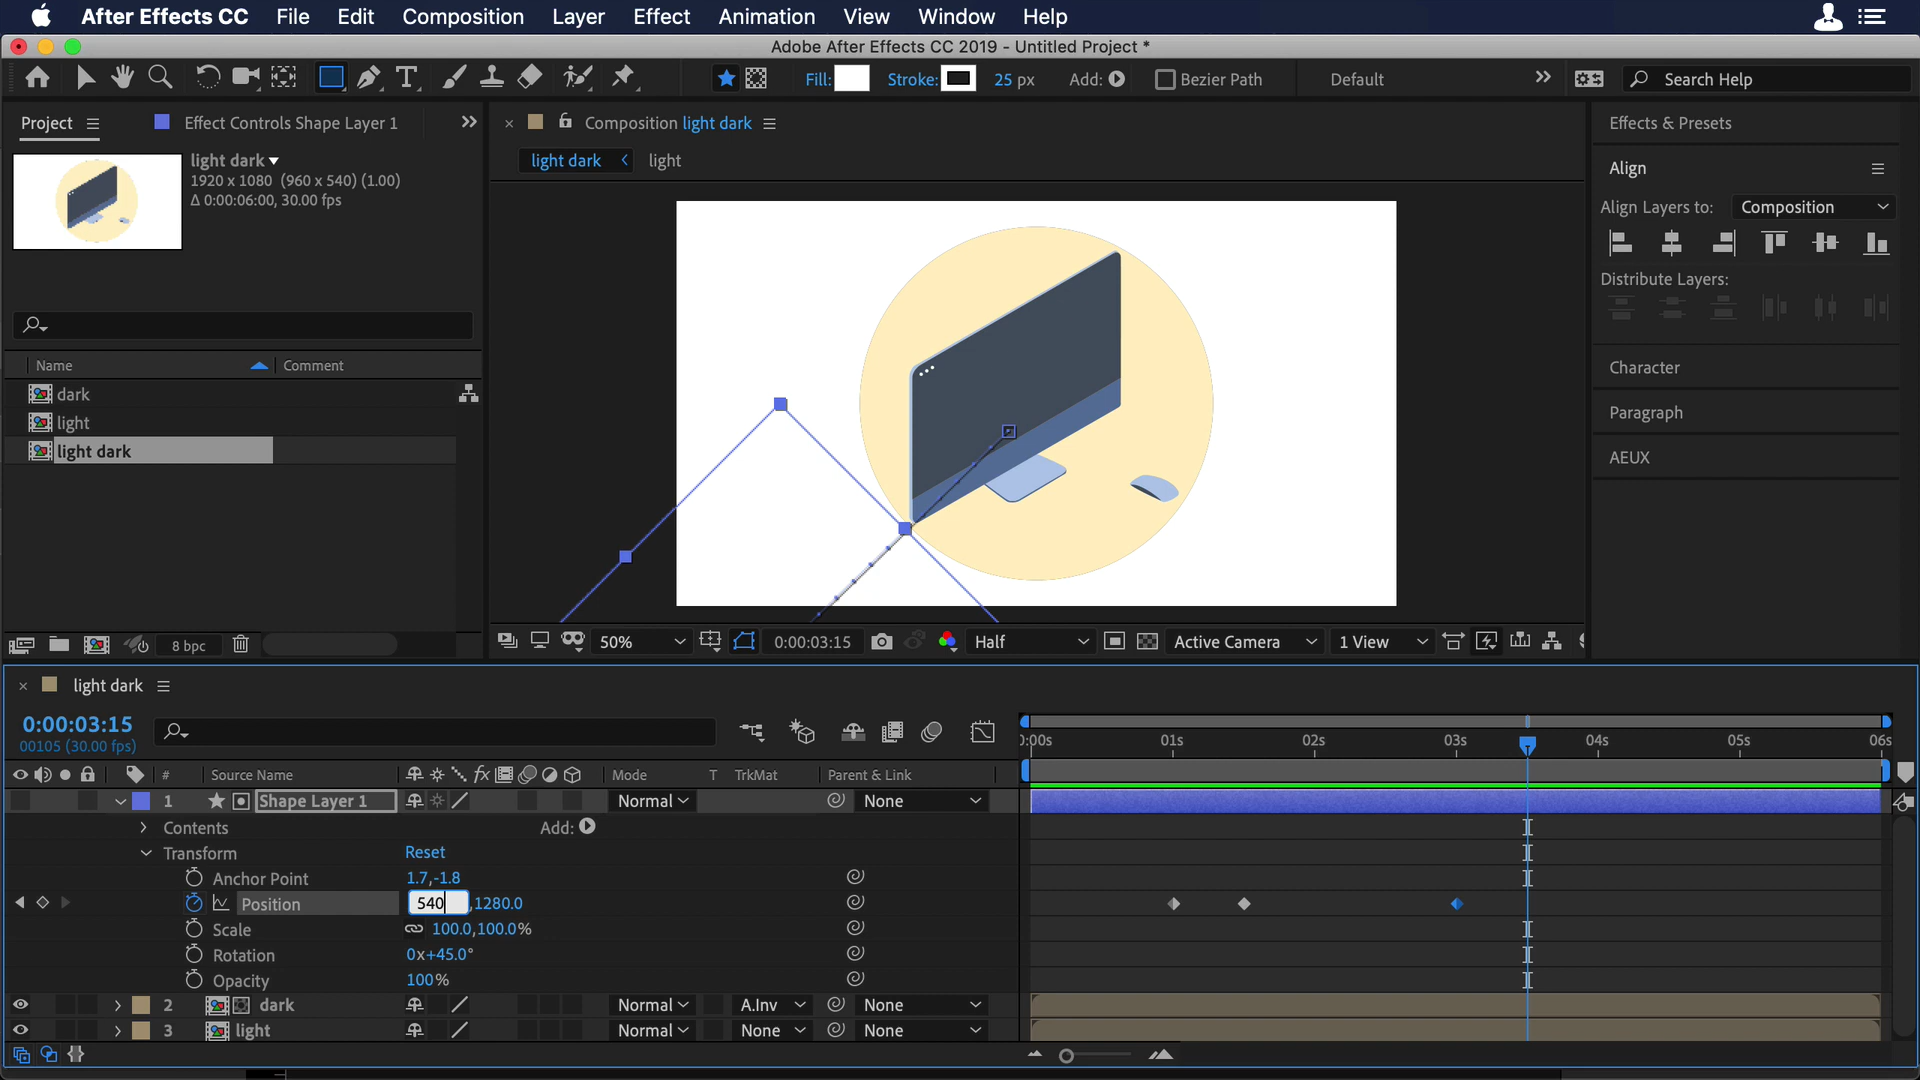 After Effects CC File Edit Composition Layer Effect Animation View Window Help
Adobe After Effects CC 2019 - Untitled Project *
Fill: Stroke: 25 px Add: Bezier Path Default Search Help
Project Effect Controls Shape Layer 1
Composition light dark
Effects & Presets
light dark
1920 x 1080 (960 x 540) (1.00)
Δ 0:00:06:00, 30.00 fps
light dark light
Align
Align Layers to: Composition
Distribute Layers:
Name Comment
dark
light
light dark
Character
Paragraph
AEUX
8 bpc
50% 0:00:03:15 Half Active Camera 1 View
light dark
0:00:03:15
00105 (30.00 fps)
0:00s 01s 02s 03s 04s 05s 06s
# Source Name fx Mode T TrkMat Parent & Link
1 Shape Layer 1 Normal None
Contents Add:
Transform Reset
Anchor Point 1.7,-1.8
Position 540 ,1280.0
Scale 100.0,100.0%
Rotation 0x+45.0°
Opacity 100%
2 dark Normal A.Inv None
3 light Normal None None